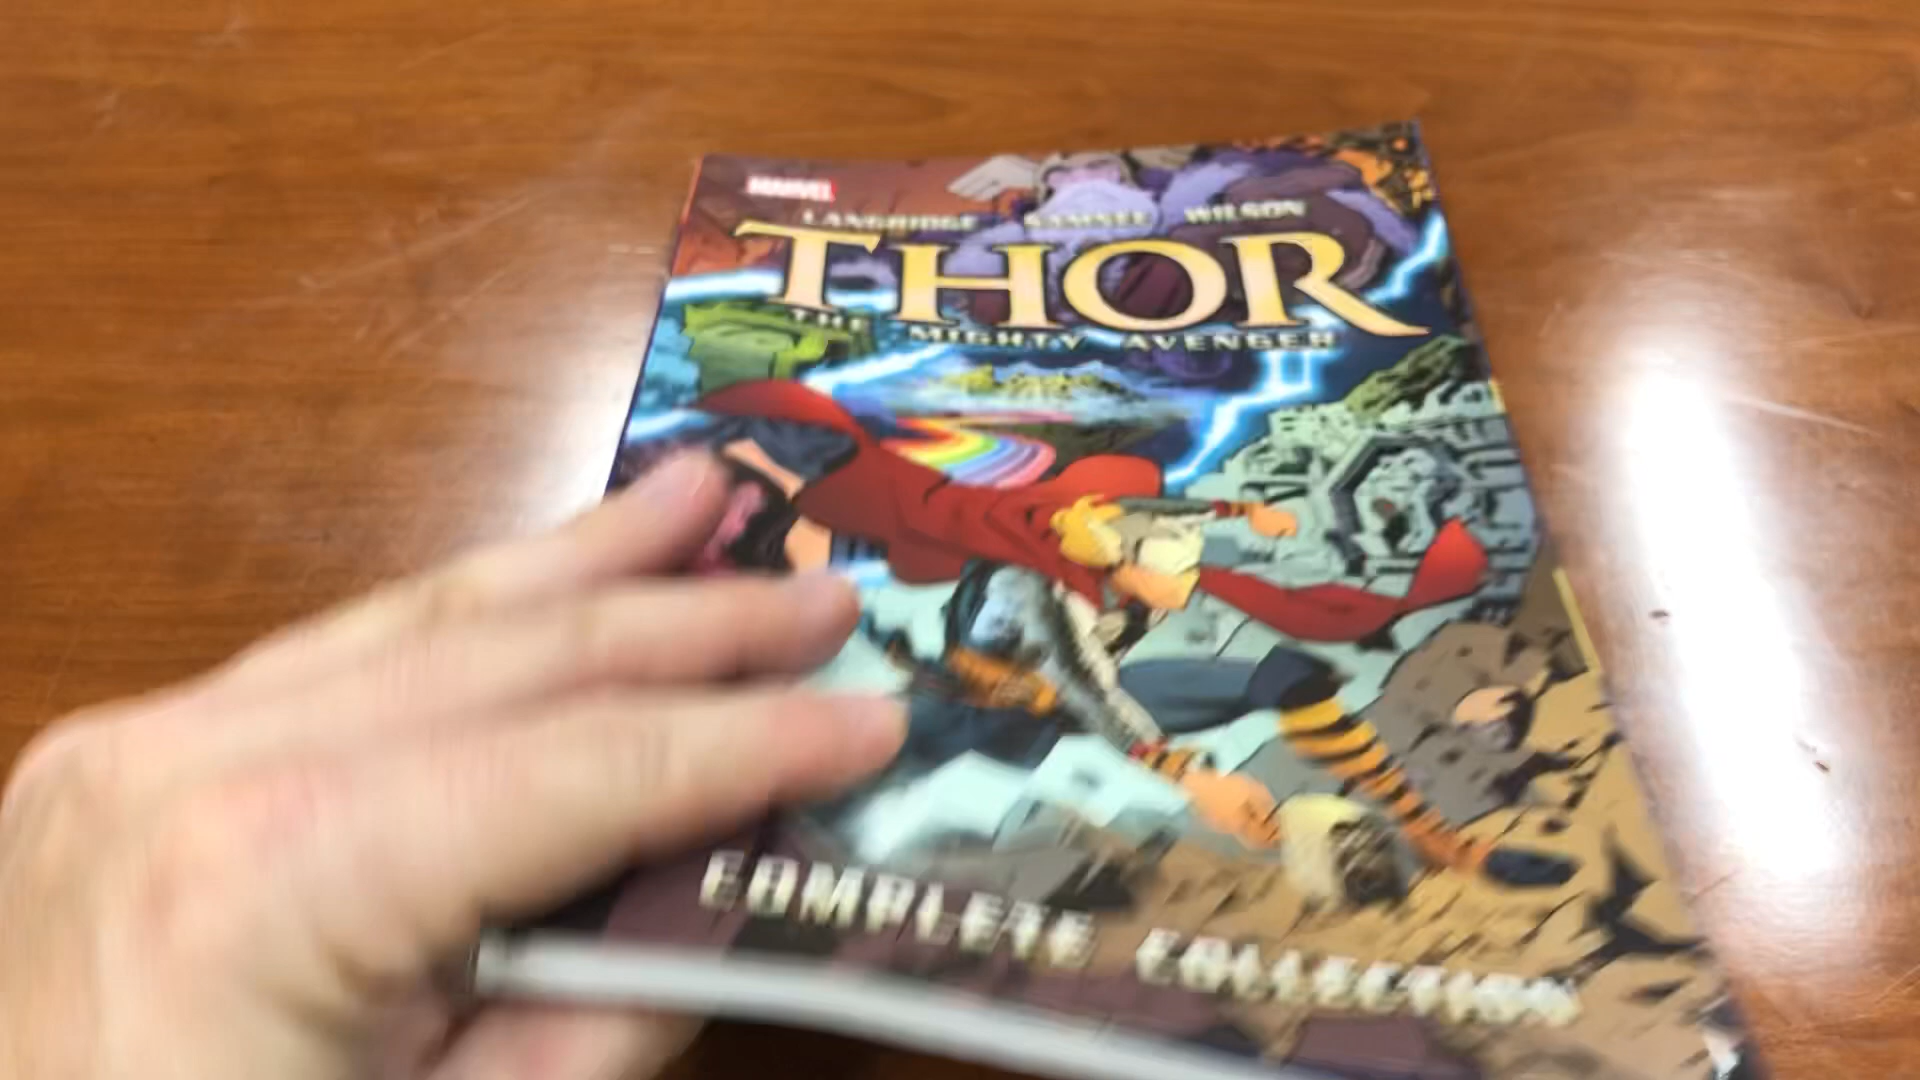 MARVEL
LANGRIDGE SAMNEE WILSON
THOR
THE MIGHTY AVENGER
COMPLETE COLLECTION